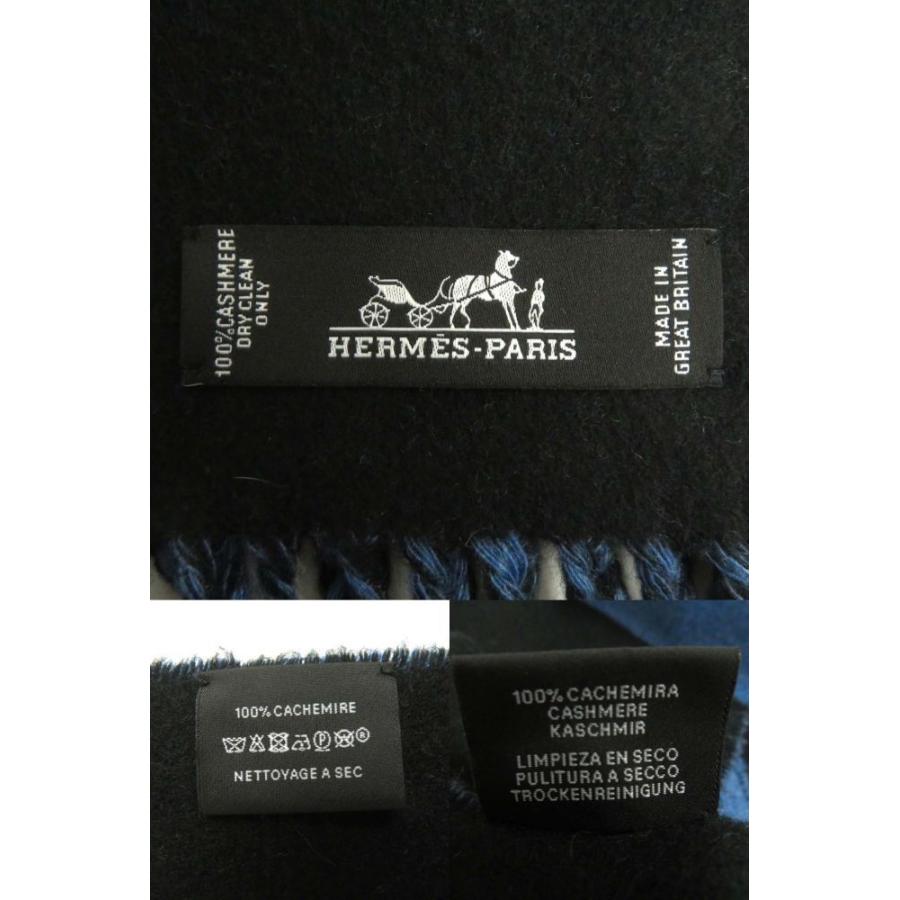 100% CASHMERE
DRY CLEAN
ONLY
HERMĒS-PARIS
MADE IN
GREAT BRITAIN
100% CACHEMIRE
P
®
NETTOYAGE A SEC
100% CACHEMIRA
CASHMERE
KASCHMIR
LIMPIEZA EN SECO
PULITURA A SECCO
TROCKENREINIGUNG